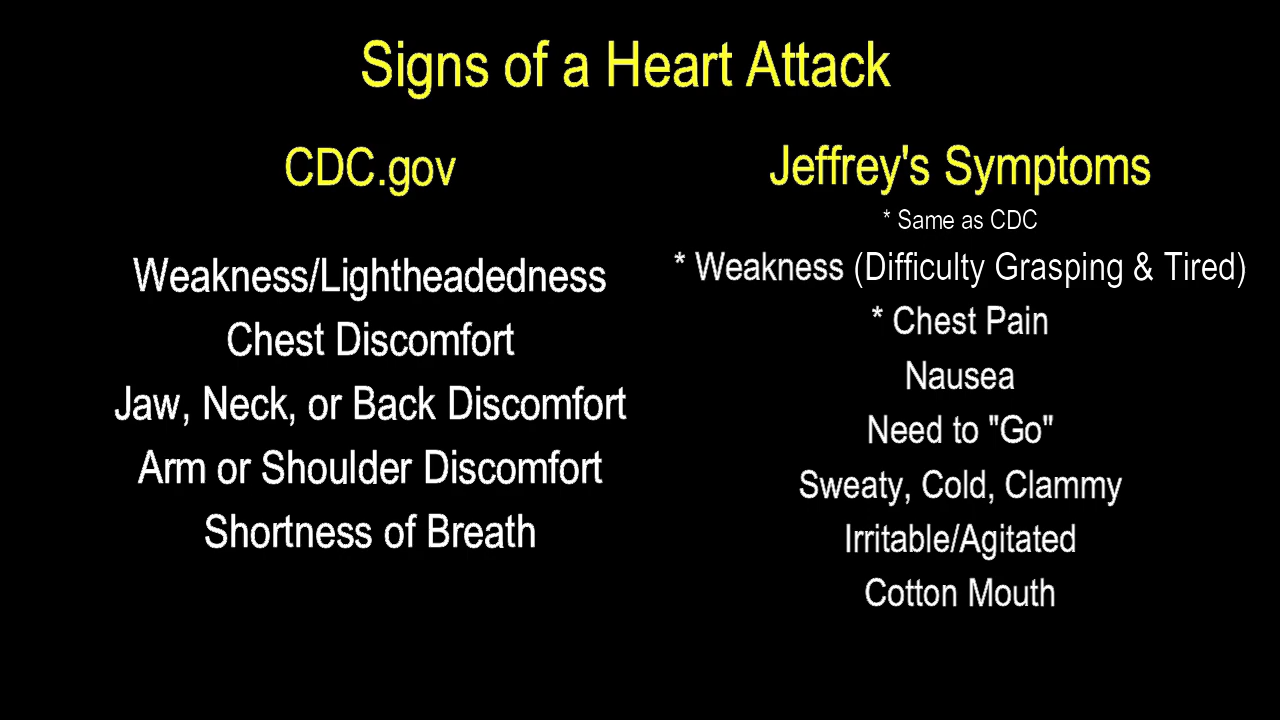 Signs of a Heart Attack
CDC.gov
Weakness/Lightheadedness
Chest Discomfort
Jaw, Neck, or Back Discomfort
Arm or Shoulder Discomfort
Shortness of Breath
Jeffrey's Symptoms
* Same as CDC
* Weakness (Difficulty Grasping & Tired)
* Chest Pain
Nausea
Need to "Go"
Sweaty, Cold, Clammy
Irritable/Agitated
Cotton Mouth